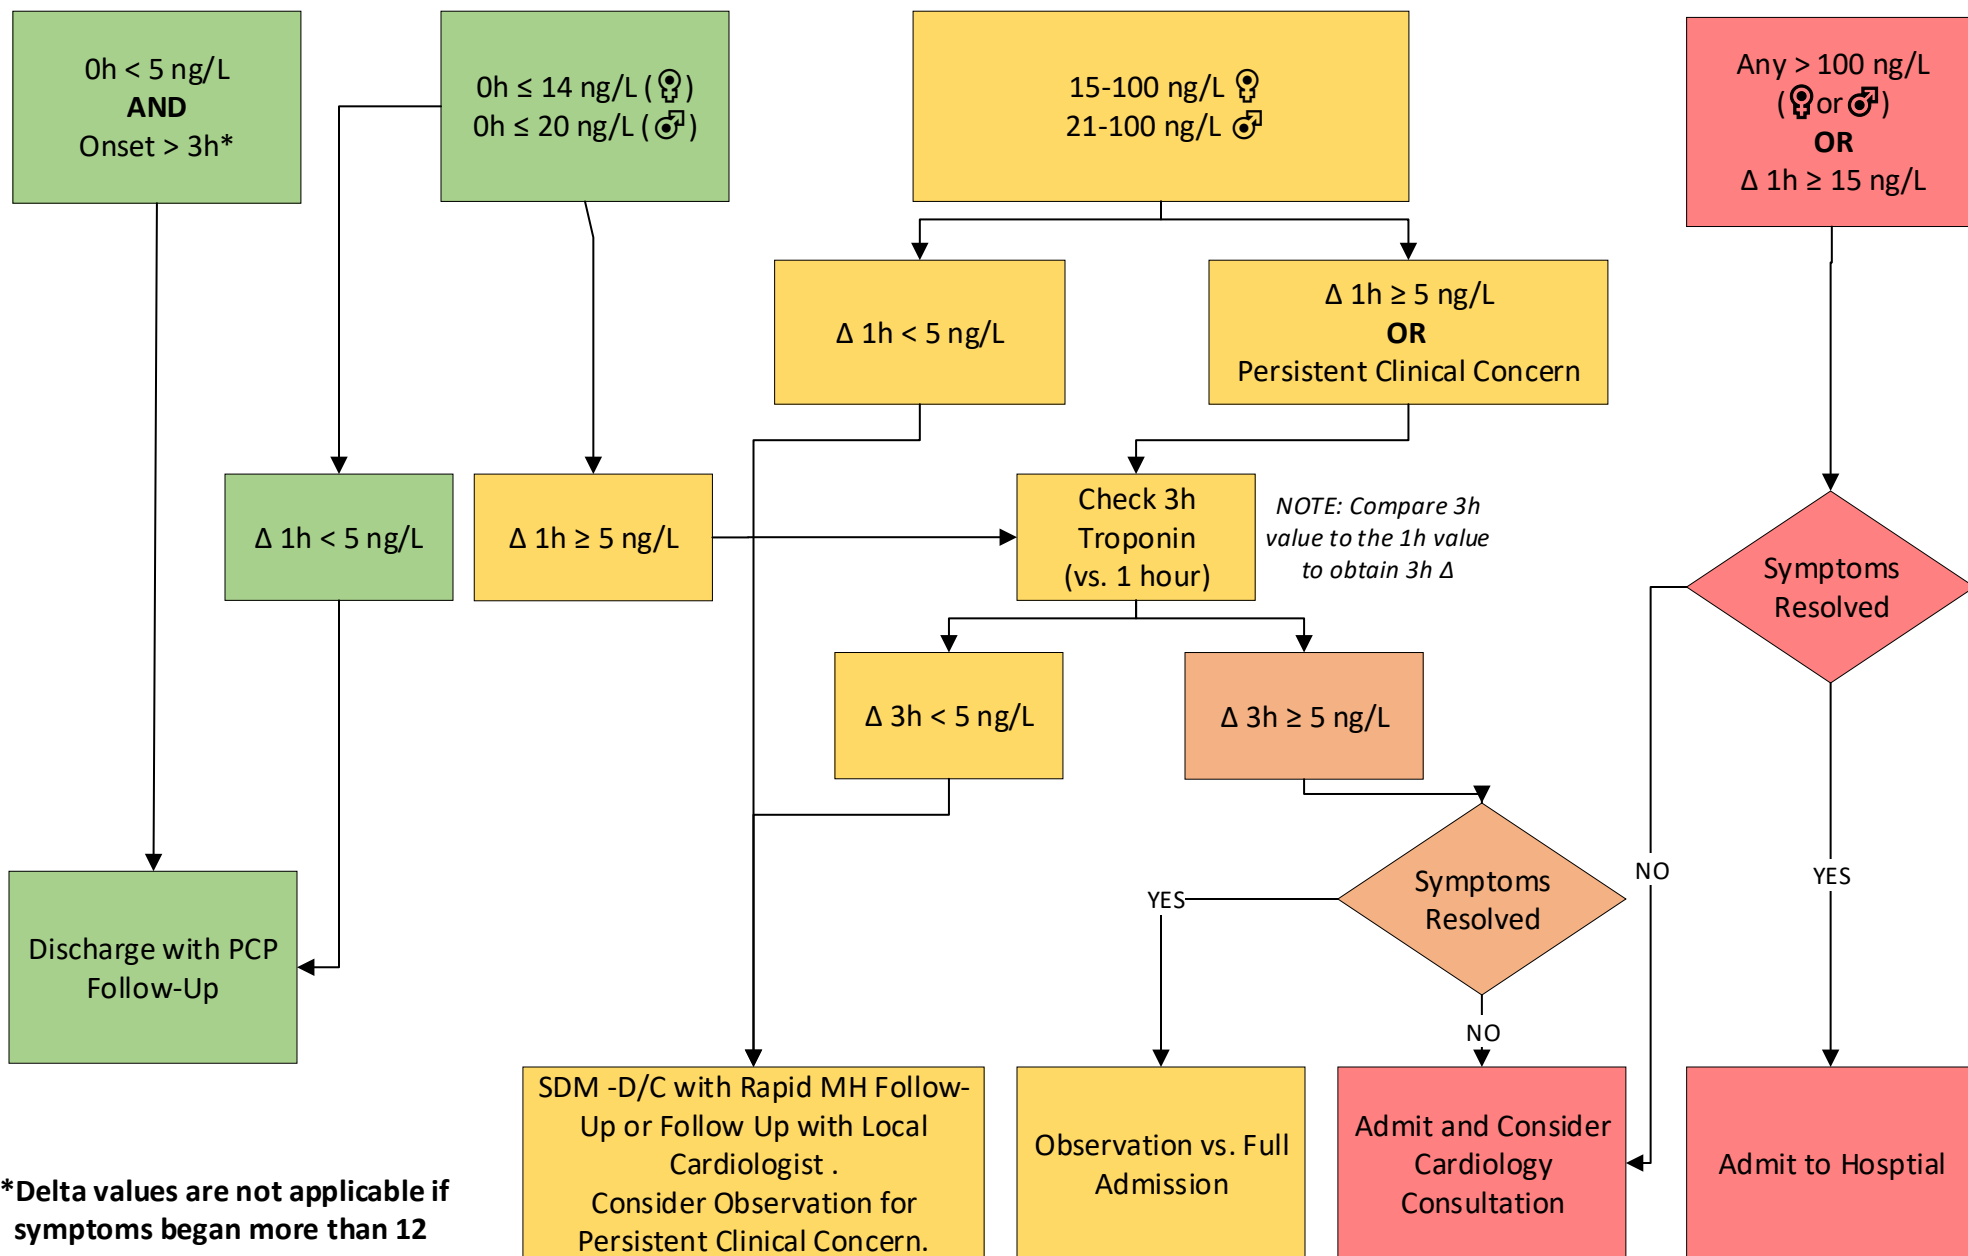 0h < 5 ng/L
AND
Onset > 3h*
0h ≤ 14 ng/L (♀)
0h ≤ 20 ng/L (♂)
15-100 ng/L ♀
21-100 ng/L ♂
Any > 100 ng/L
(♀ or ♂)
OR
Δ 1h ≥ 15 ng/L
Δ 1h < 5 ng/L
Δ 1h ≥ 5 ng/L
OR
Persistent Clinical Concern
Δ 1h < 5 ng/L
Δ 1h ≥ 5 ng/L
Check 3h
Troponin
(vs. 1 hour)
NOTE: Compare 3h
value to the 1h value
to obtain 3h Δ
Symptoms
Resolved
Δ 3h < 5 ng/L
Δ 3h ≥ 5 ng/L
Symptoms
Resolved
YES
NO
NO
YES
Discharge with PCP
Follow-Up
SDM -D/C with Rapid MH Follow-
Up or Follow Up with Local
Cardiologist .
Consider Observation for
Persistent Clinical Concern.
Observation vs. Full
Admission
Admit and Consider
Cardiology
Consultation
Admit to Hosptial
*Delta values are not applicable if
symptoms began more than 12